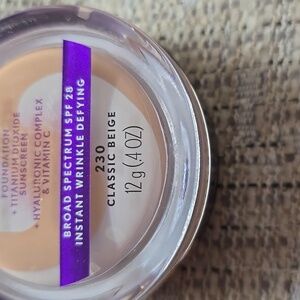 FOUNDATION
+ TITANIUM DIOXIDE
SUNSCREEN
+ HYALURONIC COMPLEX
& VITAMIN C
BROAD SPECTRUM SPF 28
INSTANT WRINKLE DEFYING
230
CLASSIC BEIGE
12 g (.4 OZ)